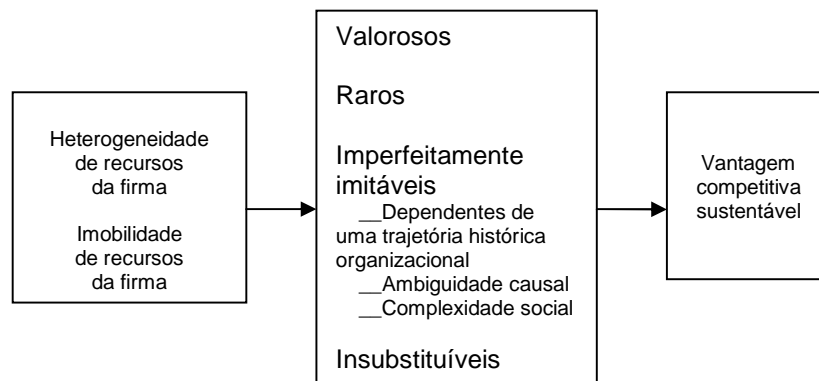 Heterogeneidade
de recursos
da firma
Imobilidade
de recursos
da firma
Valorosos
Raros
Imperfeitamente
imitáveis
__Dependentes de
uma trajetória histórica
organizacional
__Ambiguidade causal
__Complexidade social
Insubstituíveis
Vantagem
competitiva
sustentável